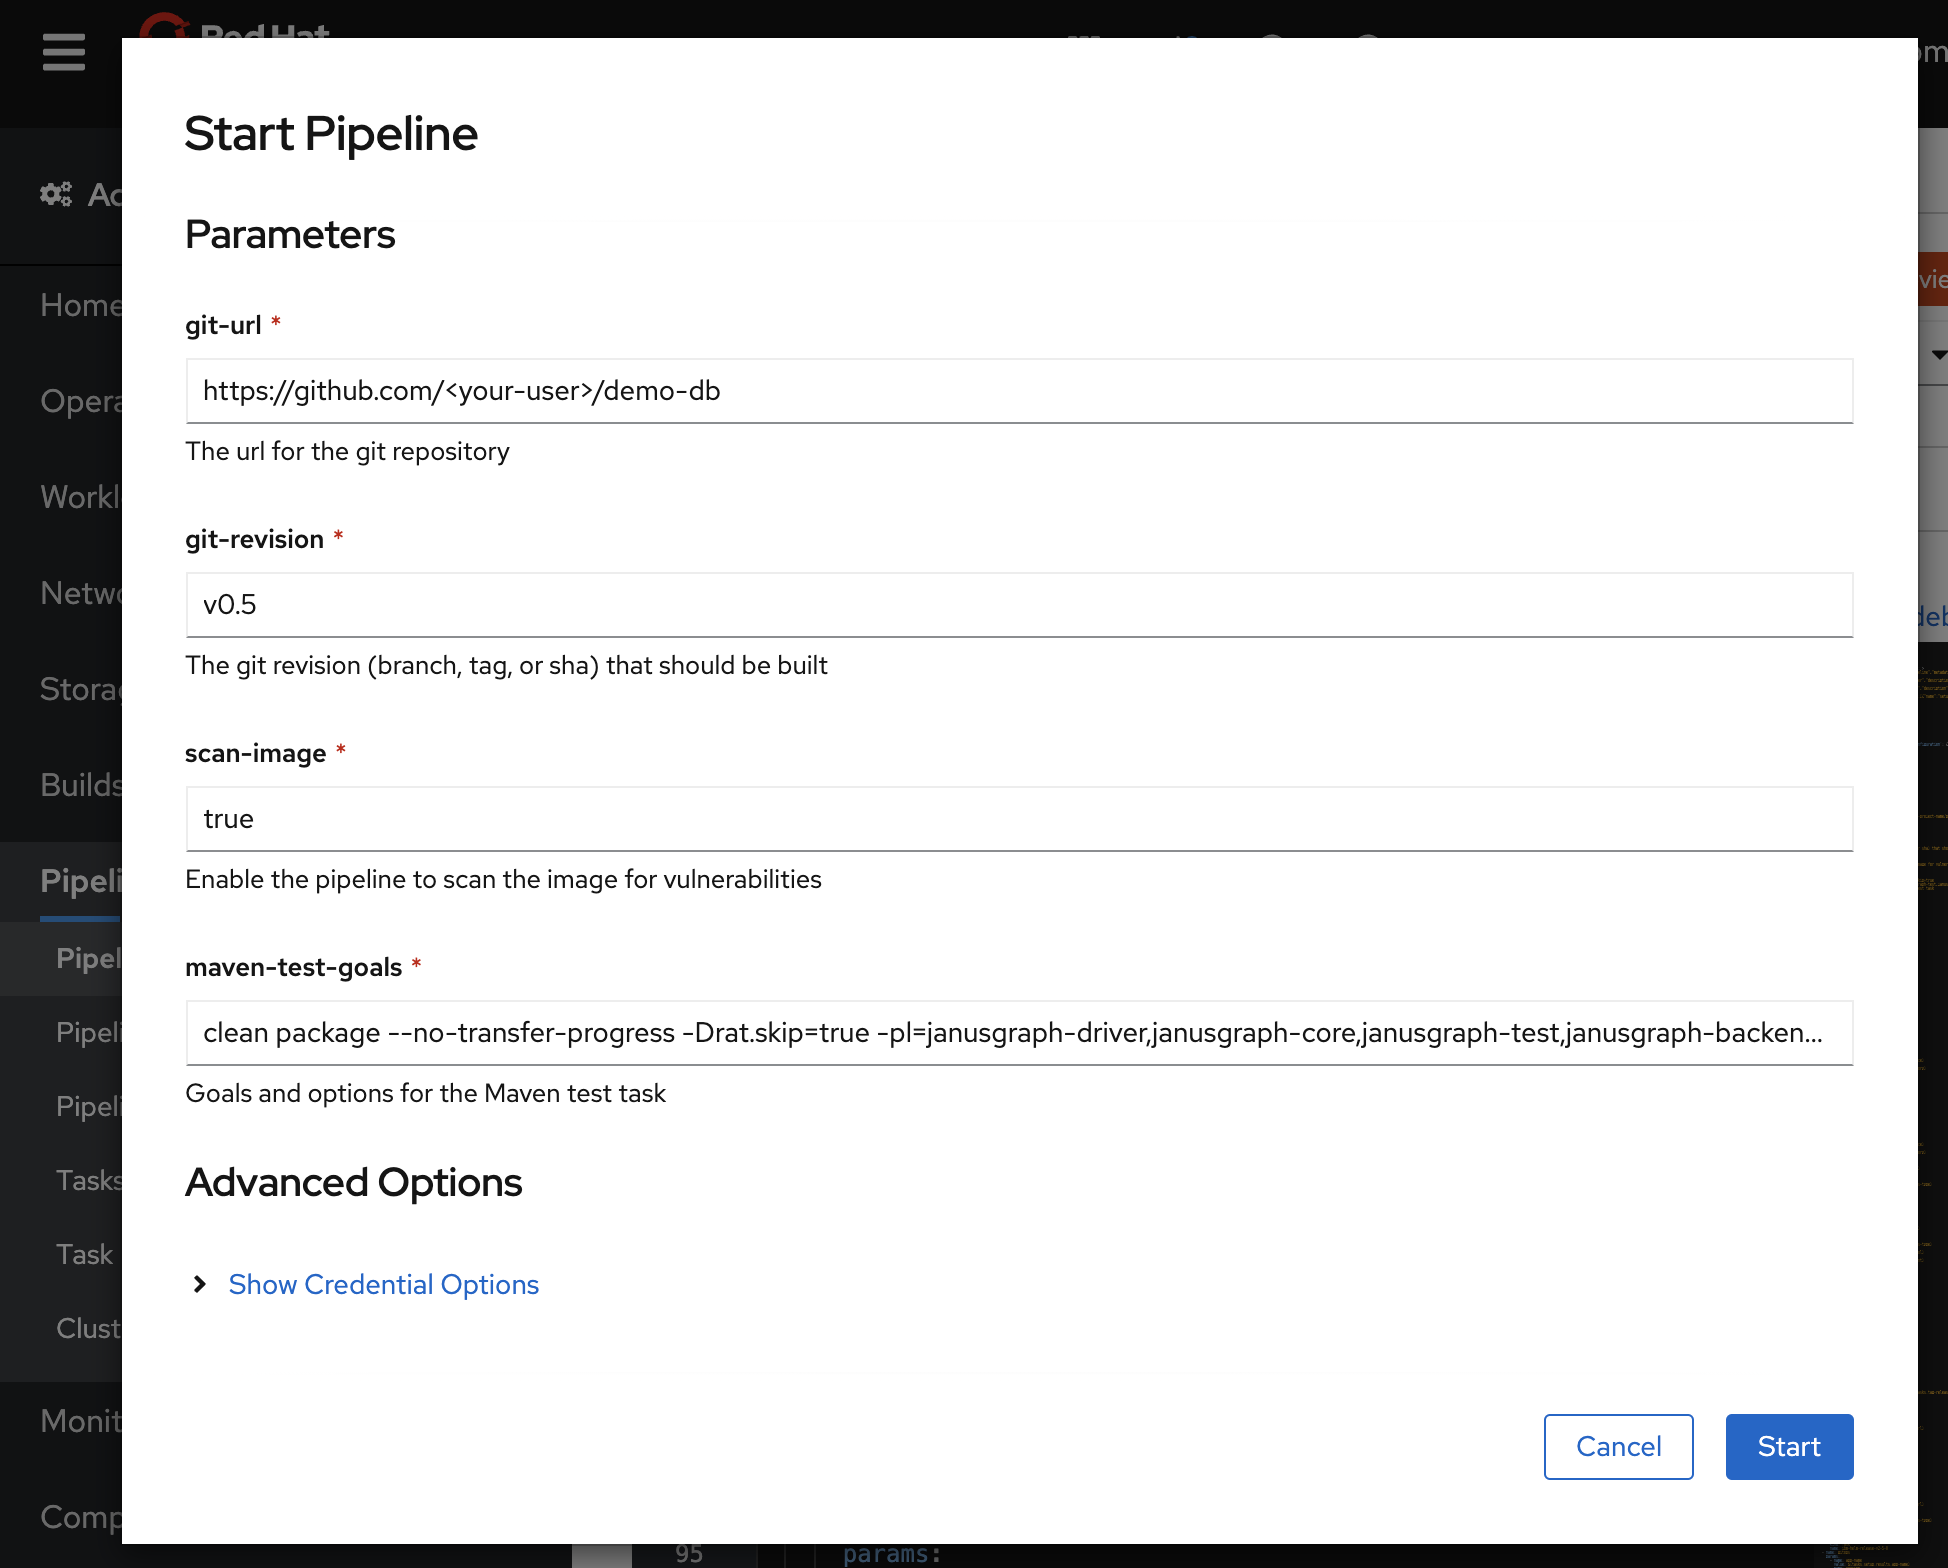 Red Hat
Start Pipeline
Parameters
git-url *
https://github.com/<your-user>/demo-db
The url for the git repository
git-revision *
v0.5
The git revision (branch, tag, or sha) that should be built
scan-image *
true
Enable the pipeline to scan the image for vulnerabilities
maven-test-goals *
clean package --no-transfer-progress -Drat.skip=true -pl=janusgraph-driver,janusgraph-core,janusgraph-test,janusgraph-backen...
Goals and options for the Maven test task
Advanced Options
Show Credential Options
Cancel
Start
Home
Opera
Workl
Netwo
Storag
Builds
Pipeli
Pipel
Pipeli
Pipeli
Tasks
Task
Clust
Monit
Comp
95 params: